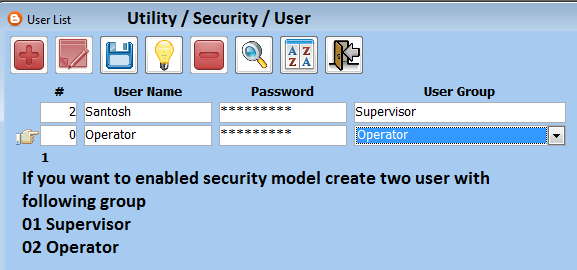 User List Utility / Security / User
A Z
Z A
# User Name Password User Group
2 Santosh ********* Supervisor
0 Operator ********* Operator
1
If you want to enabled security model create two user with
following group
01 Supervisor
02 Operator